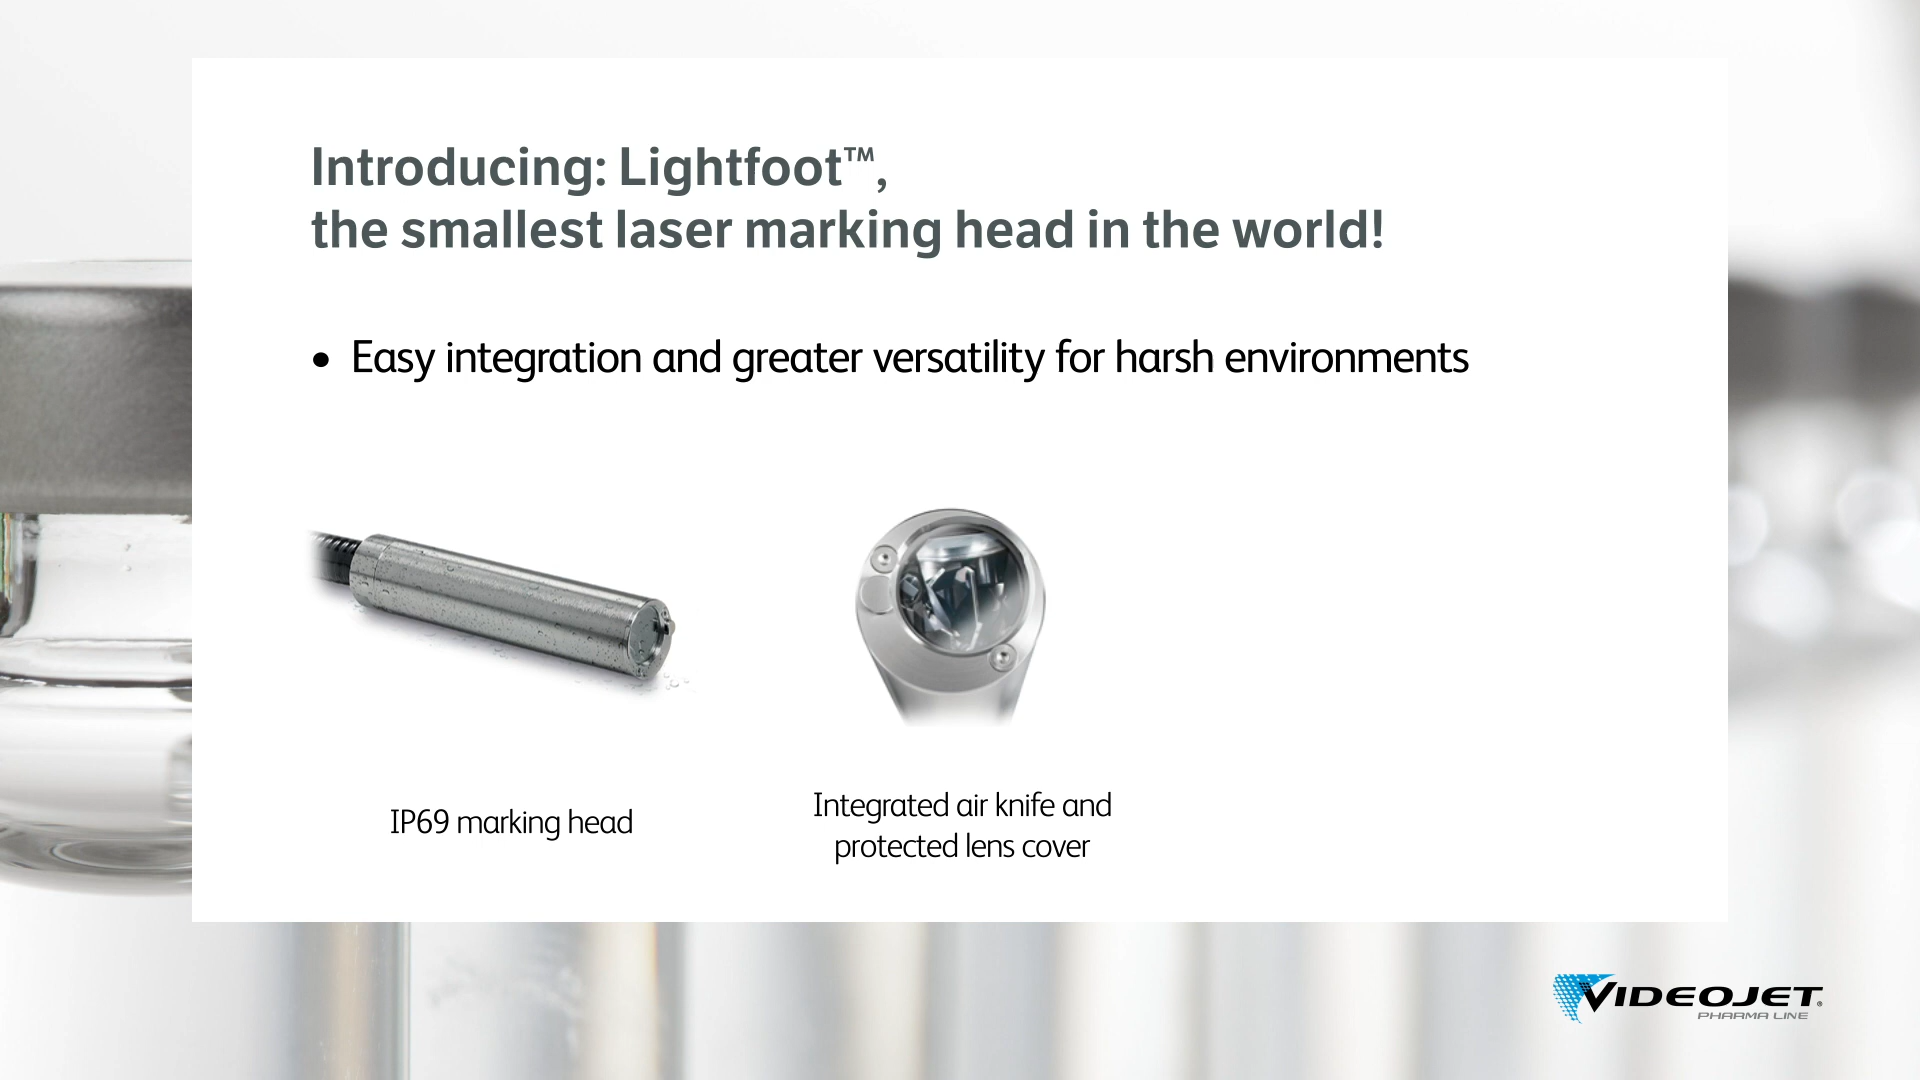 Introducing: Lightfoot™,
the smallest laser marking head in the world!
• Easy integration and greater versatility for harsh environments
IP69 marking head
Integrated air knife and
protected lens cover
VIDEOJET®
PHARMA LINE